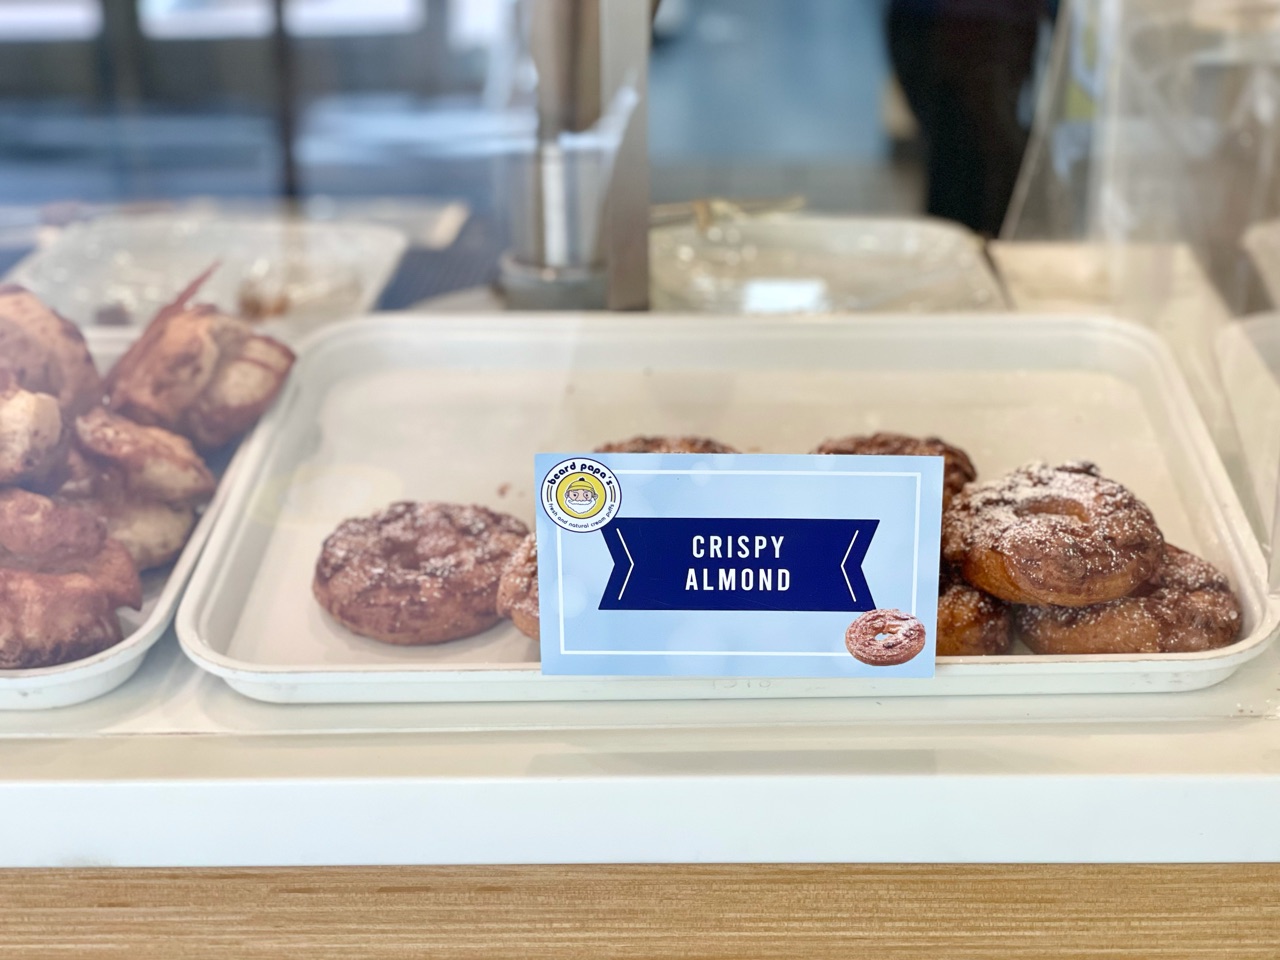 beard papa's
fresh and natural cream puffs
CRISPY
ALMOND